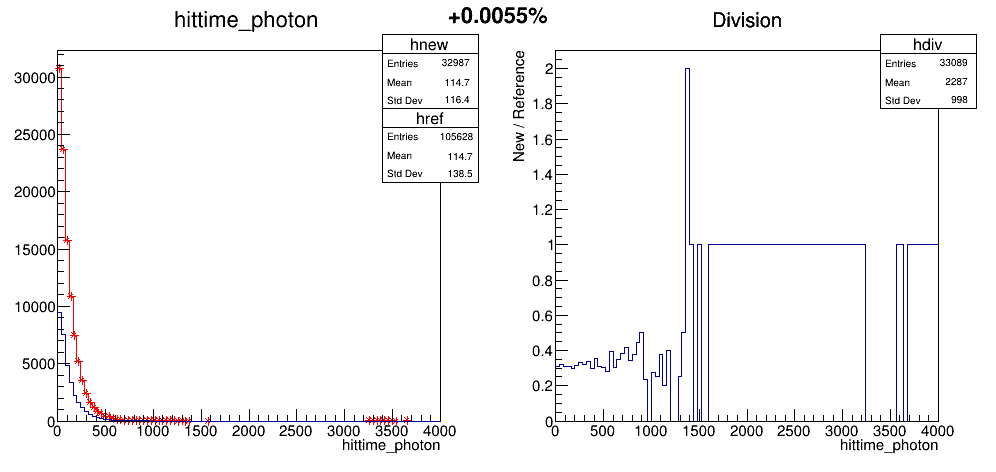 +0.0055%
hittime_photon
hnew
Entries 32987
Mean 114.7
Std Dev 116.4
href
Entries 105628
Mean 114.7
Std Dev 138.5
30000
25000
20000
15000
10000
5000
0
0 500 1000 1500 2000 2500 3000 3500 4000
hittime_photon
Division
hdiv
Entries 33089
Mean 2287
Std Dev 998
New / Reference
2
1.8
1.6
1.4
1.2
1
0.8
0.6
0.4
0.2
0
0 500 1000 1500 2000 2500 3000 3500 4000
hittime_photon